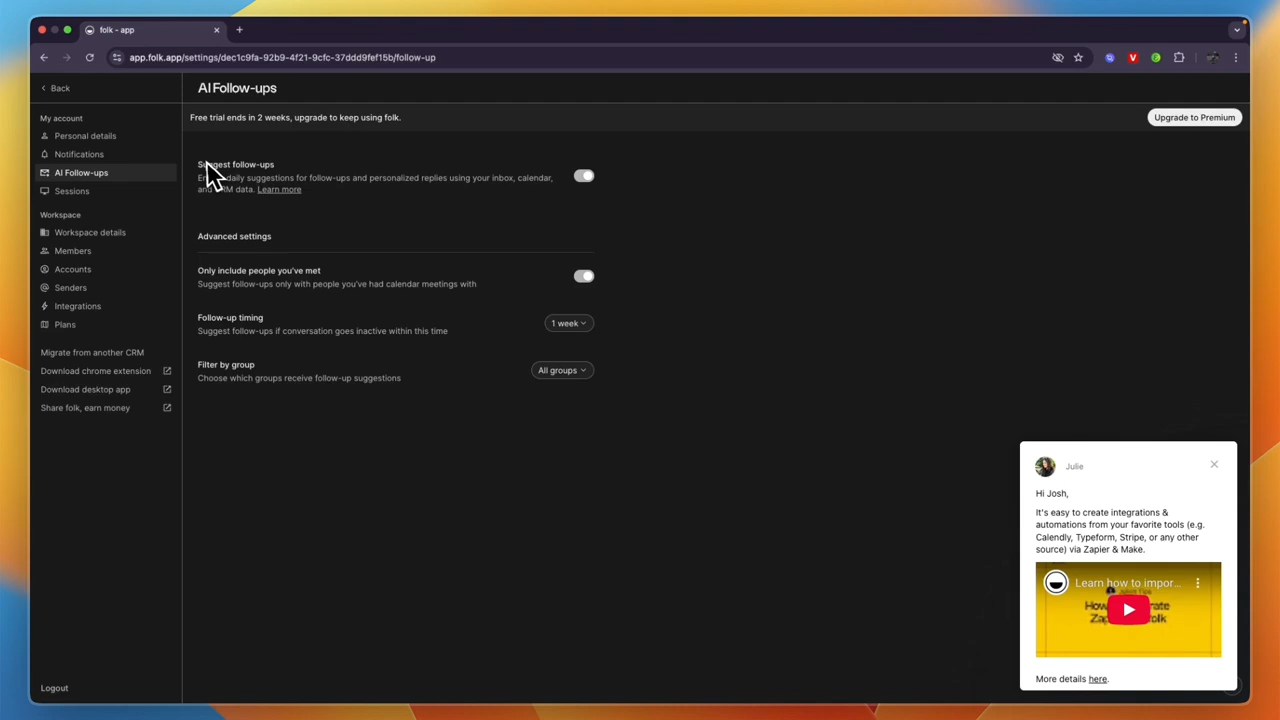 folk - app
app.folk.app/settings/dec1c9fa-92b9-4f21-9cfc-37ddd9fef15b/follow-up
Back
AI Follow-ups
Free trial ends in 2 weeks, upgrade to keep using folk.
Upgrade to Premium
My account
Personal details
Notifications
AI Follow-ups
Sessions
Workspace
Workspace details
Members
Accounts
Senders
Integrations
Plans
Migrate from another CRM
Download chrome extension
Download desktop app
Share folk, earn money
Logout
Suggest follow-ups
daily suggestions for follow-ups and personalized replies using your inbox, calendar,
and CRM data. Learn more
Advanced settings
Only include people you've met
Suggest follow-ups only with people you've had calendar meetings with
Follow-up timing
1 week
Suggest follow-ups if conversation goes inactive within this time
Filter by group
All groups
Choose which groups receive follow-up suggestions
Julie
Hi Josh,
It's easy to create integrations &
automations from your favorite tools (e.g.
Calendly, Typeform, Stripe, or any other
source) via Zapier & Make.
Learn how to impor...
More details here.